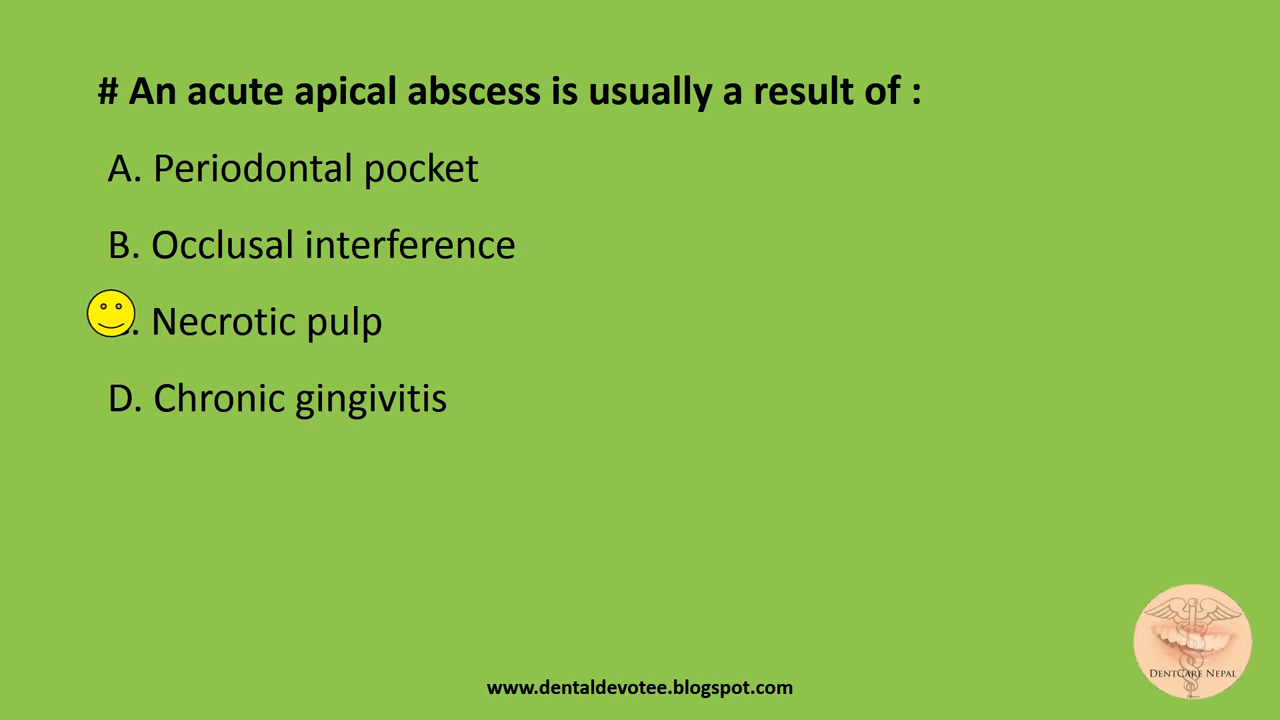 # An acute apical abscess is usually a result of :
A. Periodontal pocket
B. Occlusal interference
. Necrotic pulp
D. Chronic gingivitis
DENTCARE NEPAL
www.dentaldevotee.blogspot.com